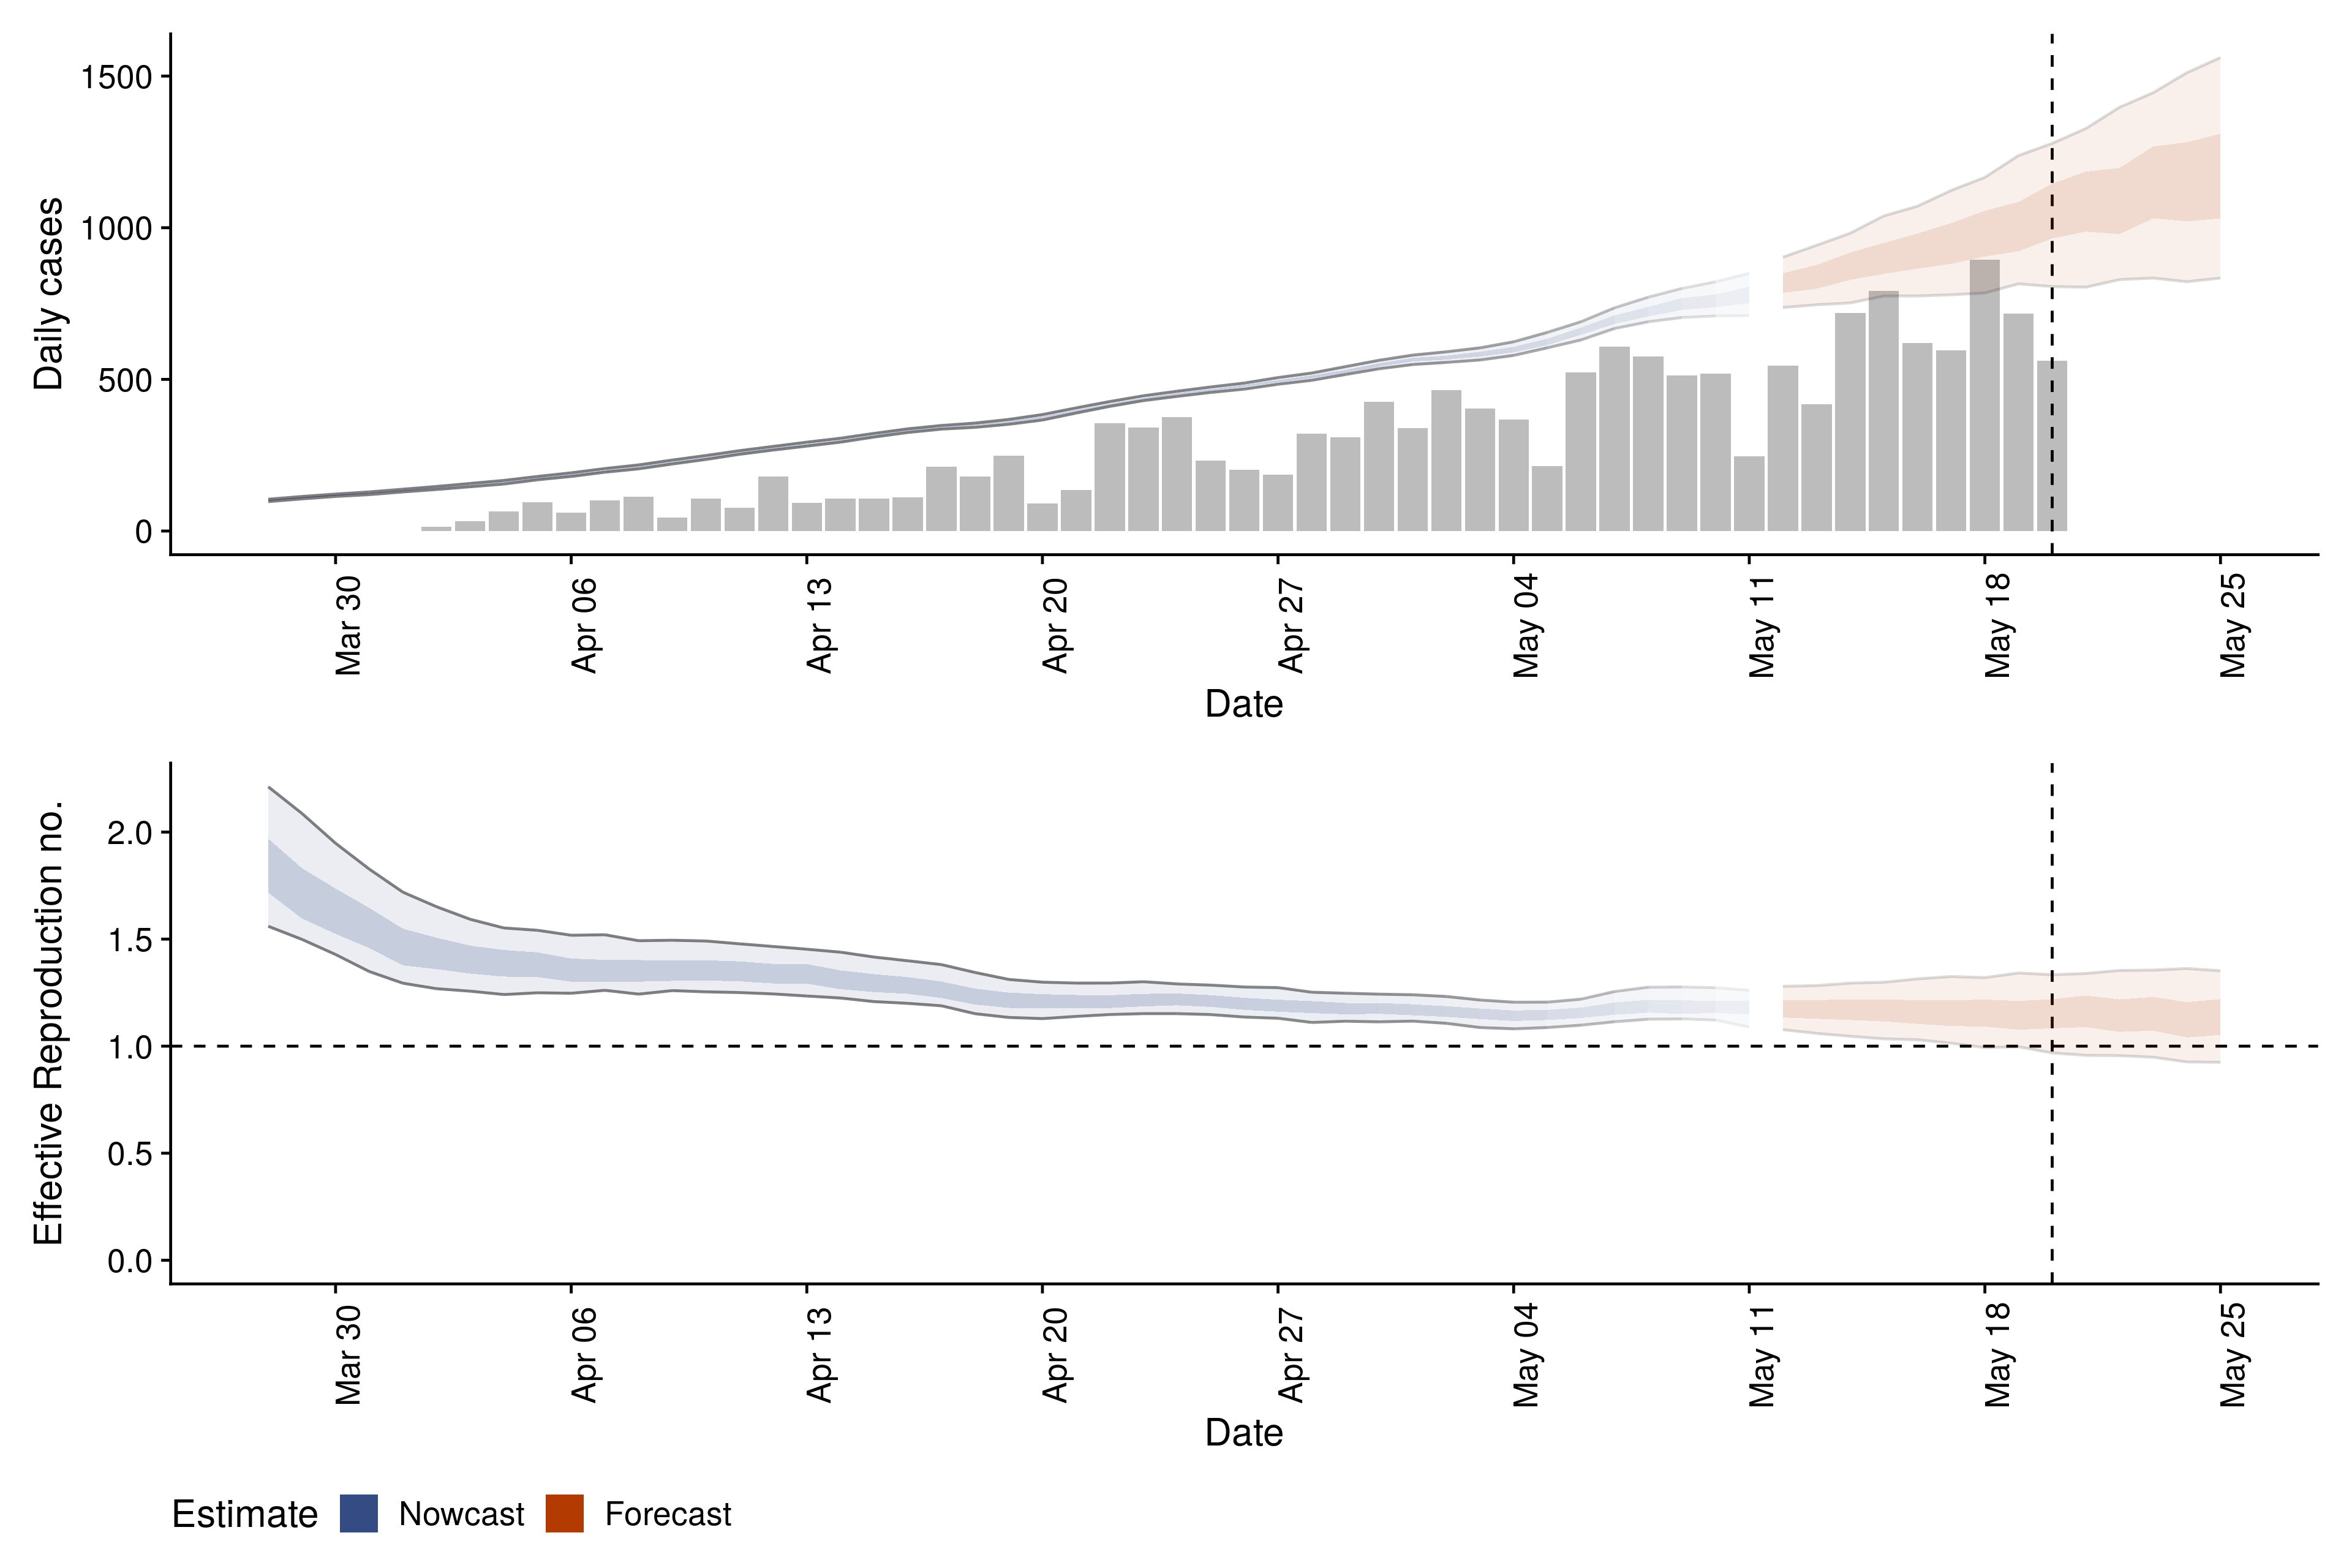 Daily cases
1500
1000
500
0
Mar 30
Apr 06
Apr 13
Apr 20
Apr 27
May 04
May 11
May 18
May 25
Date
Effective Reproduction no.
2.0
1.5
1.0
0.5
0.0
Mar 30
Apr 06
Apr 13
Apr 20
Apr 27
May 04
May 11
May 18
May 25
Date
Estimate Nowcast Forecast